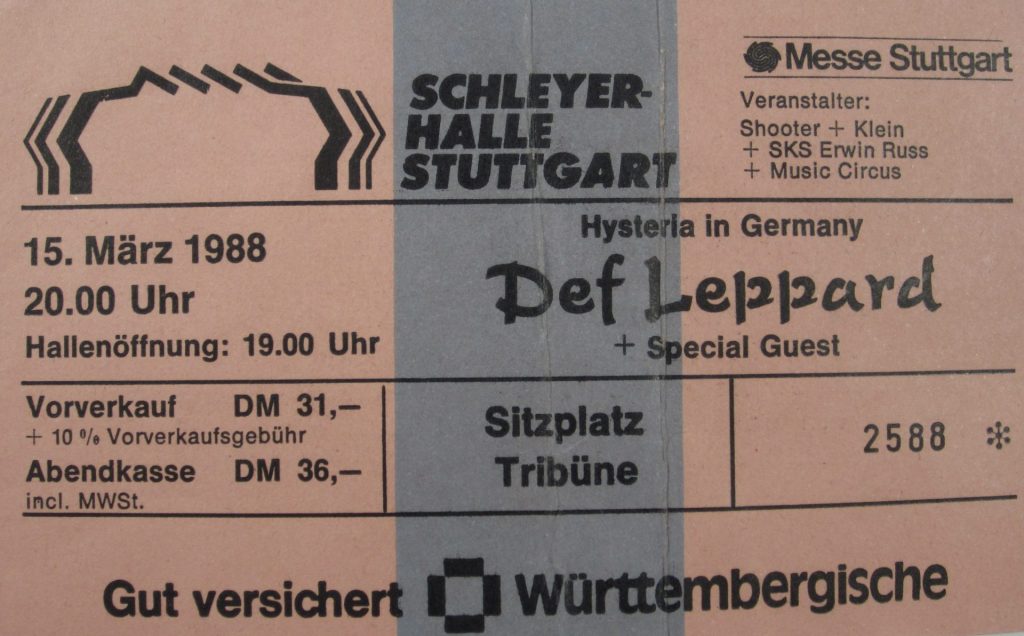 SCHLEYER-
HALLE
STUTTGART
Messe Stuttgart
Veranstalter:
Shooter + Klein
+ SKS Erwin Russ
+ Music Circus
15. März 1988
20.00 Uhr
Hallenöffnung: 19.00 Uhr
Hysteria in Germany
Def Leppard
+ Special Guest
Vorverkauf DM 31,—
+ 10 % Vorverkaufsgebühr
Abendkasse DM 36,—
incl. MWSt.
Sitzplatz
Tribüne
2588 *
Gut versichert Württembergische